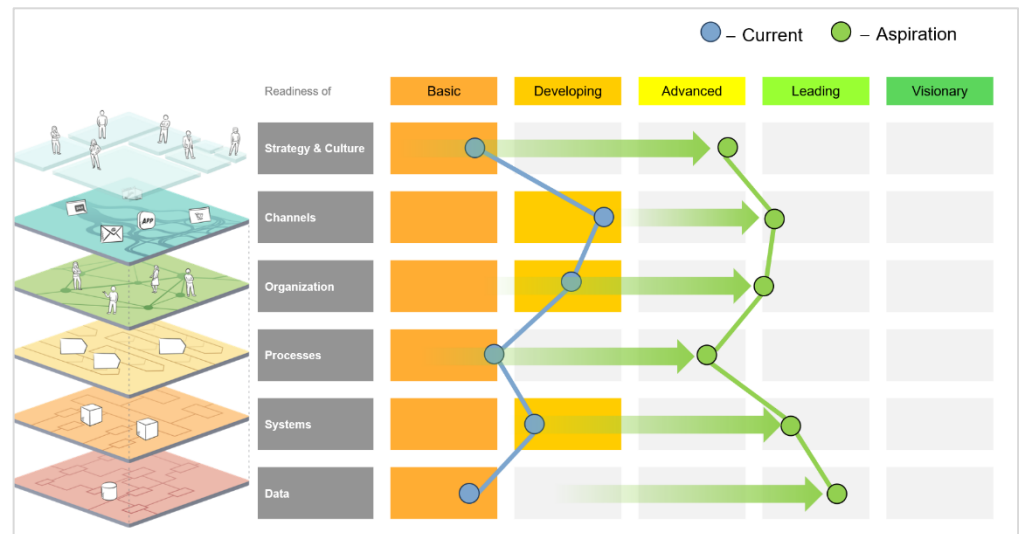 – Current – Aspiration
Readiness of Basic Developing Advanced Leading Visionary
Strategy & Culture
Channels
APP
Organization
Processes
Systems
Data